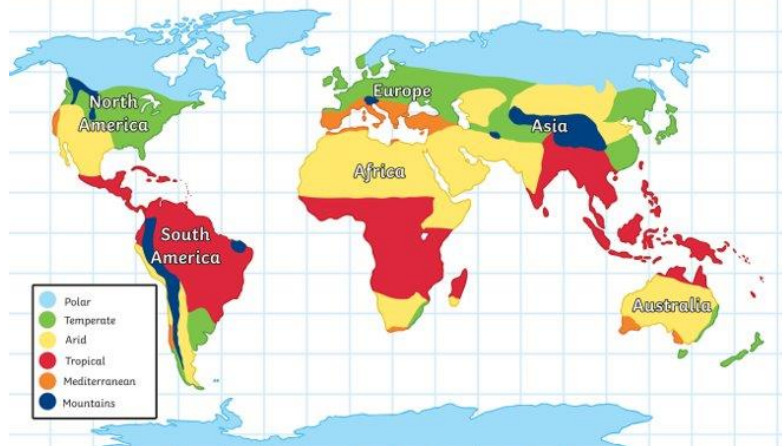 North
America
Europe
Asia
Africa
South
America
Australia
Polar
Temperate
Arid
Tropical
Mediterranean
Mountains